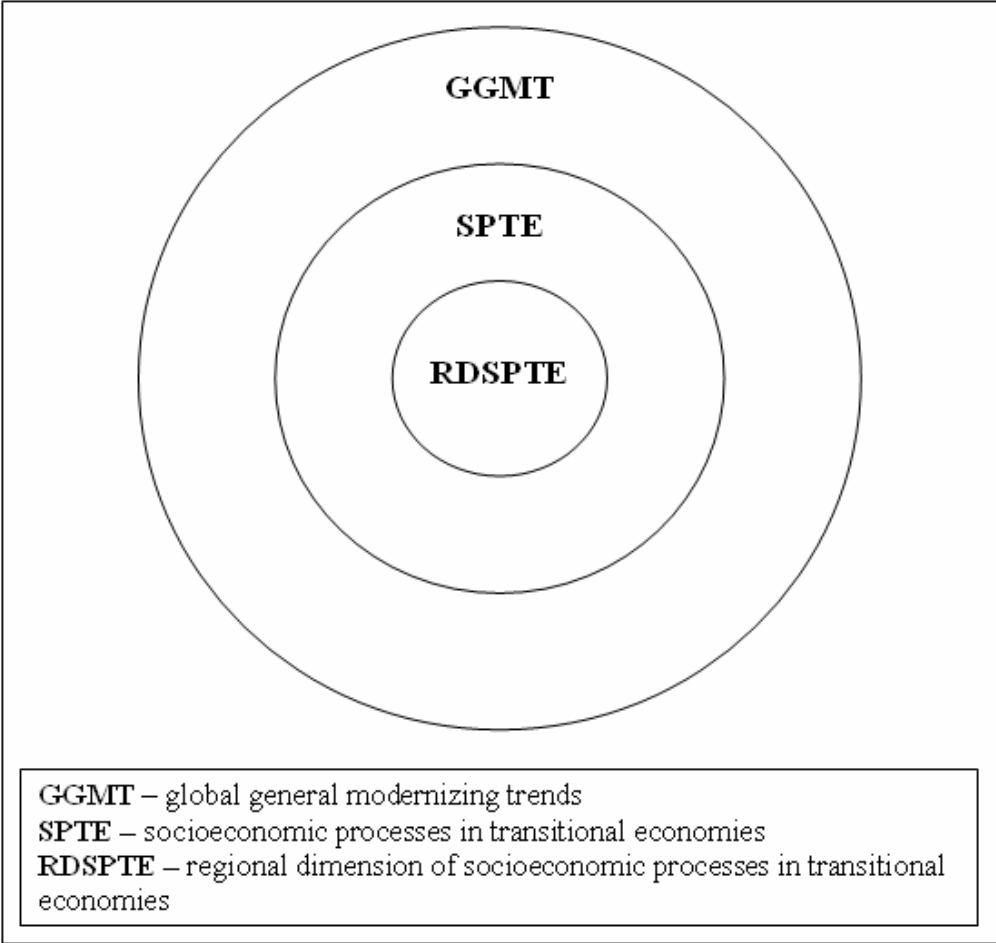 GGMT
SPTE
RDSPTE
GGMT – global general modernizing trends
SPTE – socioeconomic processes in transitional economies
RDSPTE – regional dimension of socioeconomic processes in transitional
economies